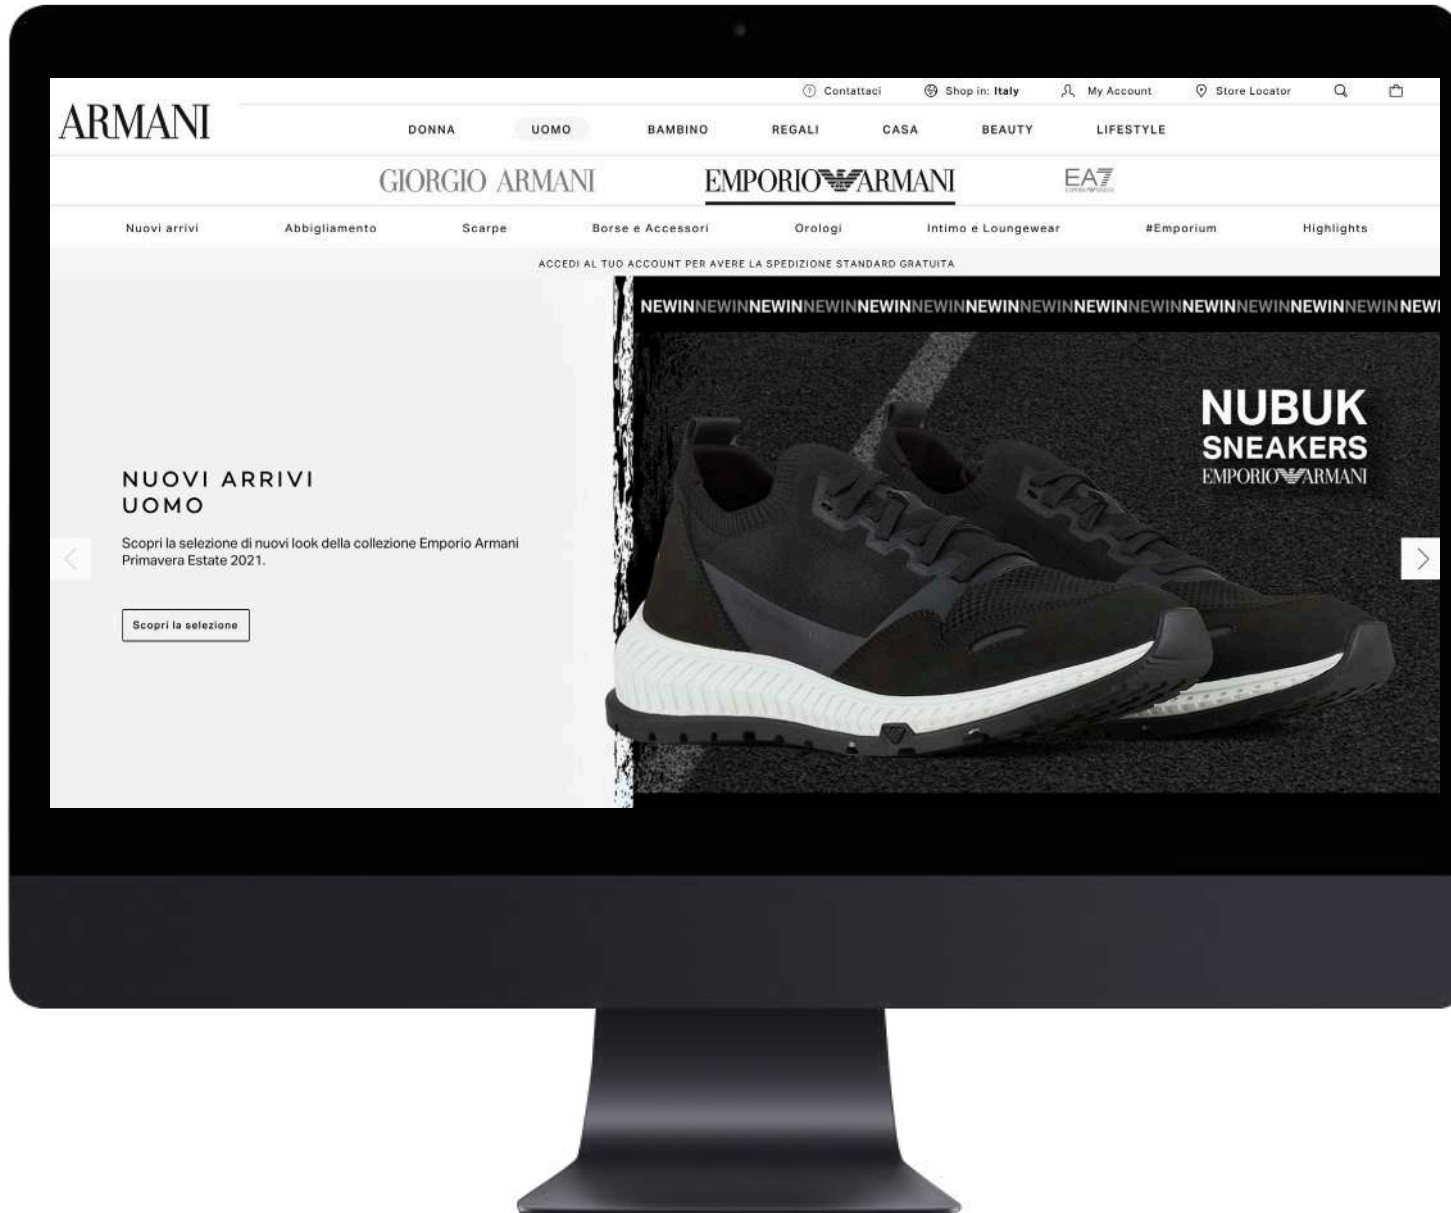 Contattaci Shop in: Italy My Account Store Locator
ARMANI
DONNA UOMO BAMBINO REGALI CASA BEAUTY LIFESTYLE
GIORGIO ARMANI EMPORIO ARMANI EA7
Nuovi arrivi Abbigliamento Scarpe Borse e Accessori Orologi Intimo e Loungewear #Emporium Highlights
ACCEDI AL TUO ACCOUNT PER AVERE LA SPEDIZIONE STANDARD GRATUITA
NEWINNEWINNEWINNEWINNEWINNEWINNEWINNEWINNEWINNEWINNEWINNEWINNEWINNEWINNEWI
NUBUK
SNEAKERS
EMPORIO ARMANI
NUOVI ARRIVI
UOMO
Scopri la selezione di nuovi look della collezione Emporio Armani
Primavera Estate 2021.
Scopri la selezione